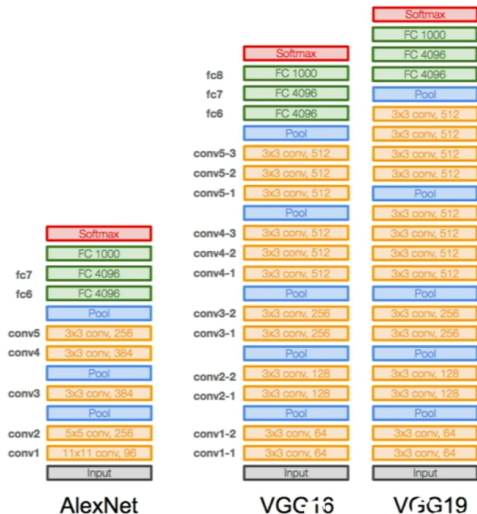 Softmax
FC 1000
fc7 FC 4096
fc6 FC 4096
Pool
conv5 3x3 conv, 256
conv4 3x3 conv, 384
Pool
conv3 3x3 conv, 384
Pool
conv2 5x5 conv, 256
conv1 11x11 conv, 96
Input
AlexNet
Softmax
fc8 FC 1000
fc7 FC 4096
fc6 FC 4096
Pool
conv5-3 3x3 conv, 512
conv5-2 3x3 conv, 512
conv5-1 3x3 conv, 512
Pool
conv4-3 3x3 conv, 512
conv4-2 3x3 conv, 512
conv4-1 3x3 conv, 512
Pool
conv3-2 3x3 conv, 256
conv3-1 3x3 conv, 256
Pool
conv2-2 3x3 conv, 128
conv2-1 3x3 conv, 128
Pool
conv1-2 3x3 conv, 64
conv1-1 3x3 conv, 64
Input
VGG16
Softmax
FC 1000
FC 4096
FC 4096
Pool
3x3 conv, 512
3x3 conv, 512
3x3 conv, 512
3x3 conv, 512
Pool
3x3 conv, 512
3x3 conv, 512
3x3 conv, 512
3x3 conv, 512
Pool
3x3 conv, 256
3x3 conv, 256
Pool
3x3 conv, 128
3x3 conv, 128
Pool
3x3 conv, 64
3x3 conv, 64
Input
VGG19